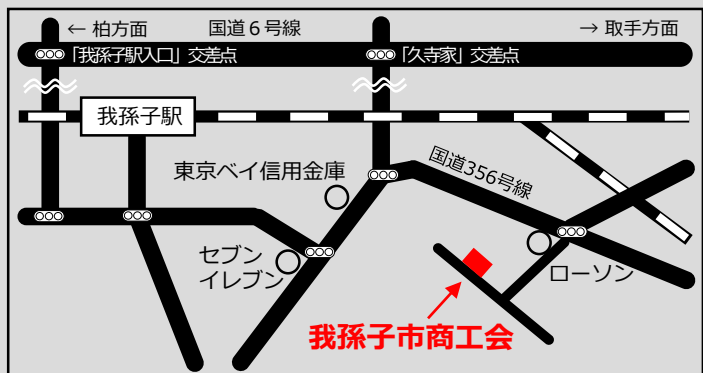 ← 柏方面
国道6号線
→ 取手方面
「我孫子駅入口」交差点
「久寺家」交差点
我孫子駅
東京ベイ信用金庫
国道356号線
セブン
イレブン
ローソン
我孫子市商工会